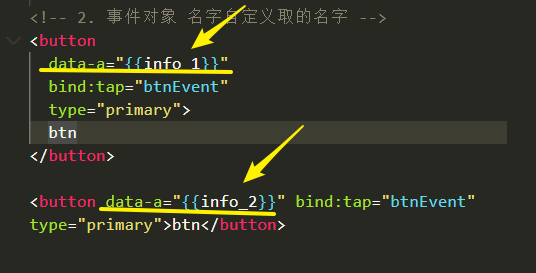 <!-- 2. 事件对象 名字自定义取的名字 -->
<button
data-a="{{info_1}}"
bind:tap="btnEvent"
type="primary">
btn
</button>
<button data-a="{{info_2}}" bind:tap="btnEvent"
type="primary">btn</button>